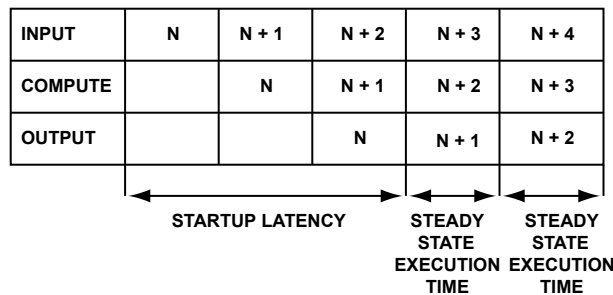 INPUT N N + 1 N + 2 N + 3 N + 4
COMPUTE N N + 1 N + 2 N + 3
OUTPUT N N + 1 N + 2
STARTUP LATENCY
STEADY
STATE
EXECUTION
TIME
STEADY
STATE
EXECUTION
TIME